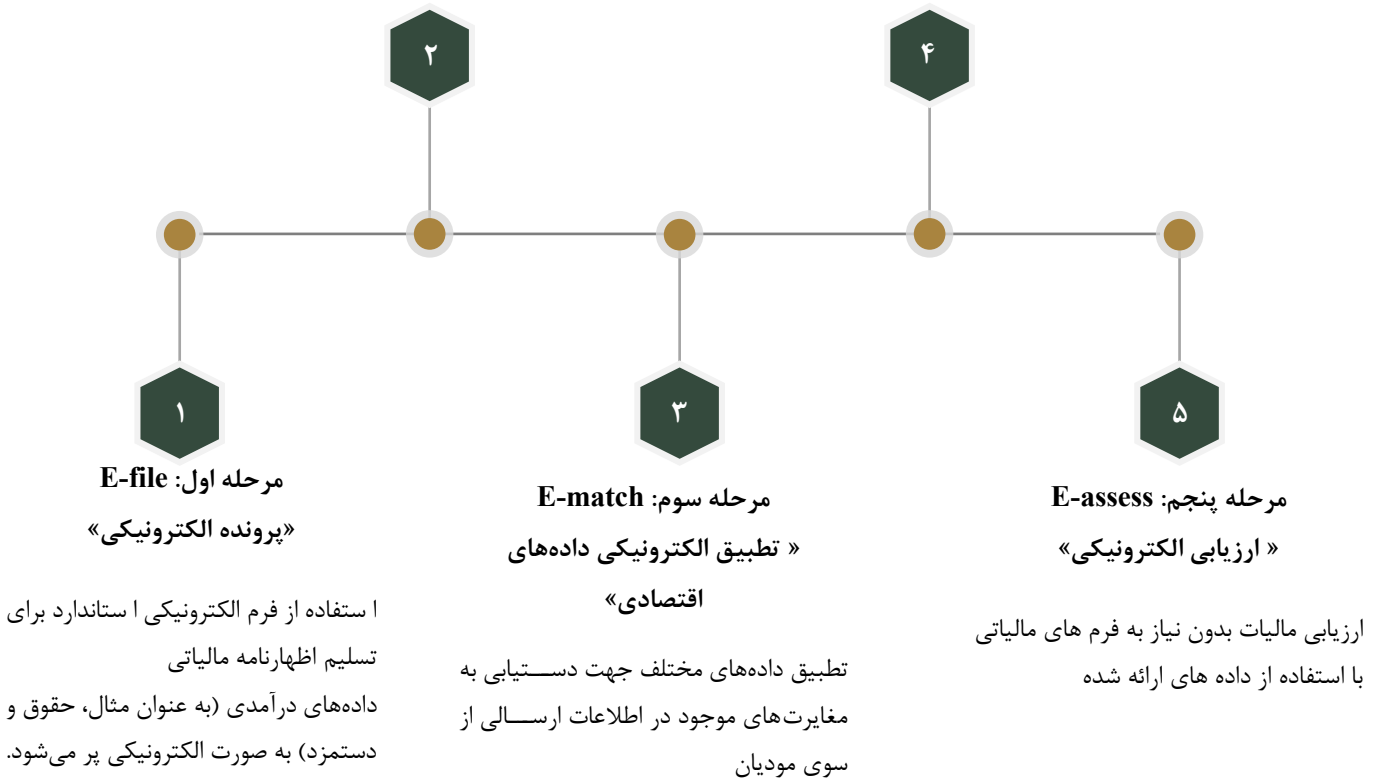 ۲
۴
۱
مرحله اول: E-file
«پرونده الکترونیکی»
ا ستفاده از فرم الکترونیکی ا ستاندارد برای
تسلیم اظهارنامه مالیاتی
داده‌های درآمدی (به عنوان مثال، حقوق و
دستمزد) به صورت الکترونیکی پر می‌شود.
۳
مرحله سوم: E-match
« تطبیق الکترونیکی داده‌های
اقتصادی»
تطبیق داده‌های مختلف جهت دســتیابی به
مغایرت‌های موجود در اطلاعات ارســالی از
سوی مودیان
۵
مرحله پنجم: E-assess
« ارزیابی الکترونیکی»
ارزیابی مالیات بدون نیاز به فرم های مالیاتی
با استفاده از داده های ارائه شده